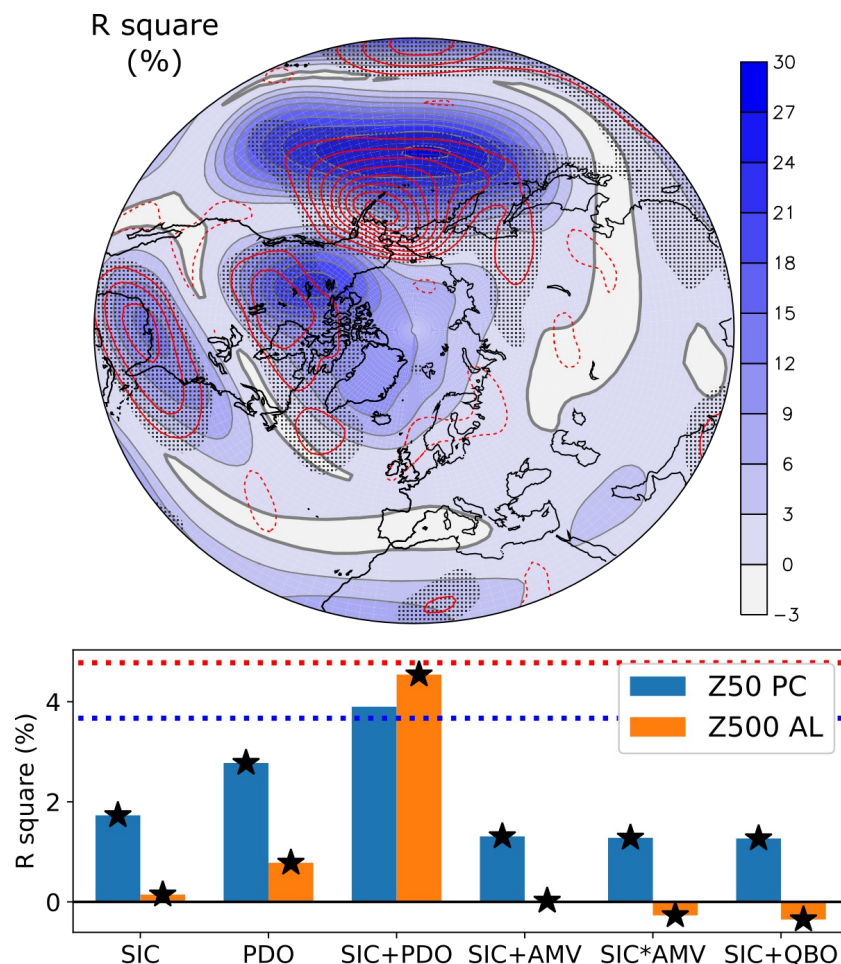 R square
(%)
30
27
24
21
18
15
12
9
6
3
0
−3
4
2
0
R square (%)
Z50 PC
Z500 AL
SIC
PDO
SIC+PDO
SIC+AMV
SIC*AMV
SIC+QBO